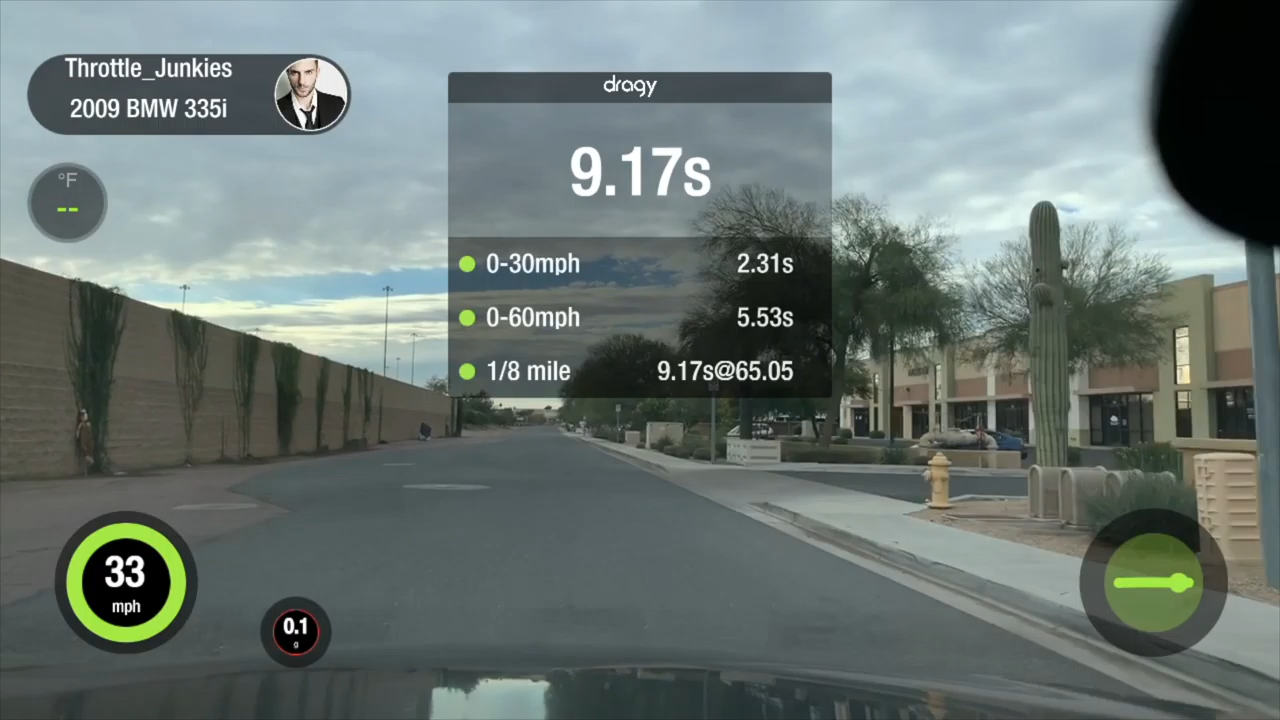 Throttle_Junkies
2009 BMW 335i
°F
--
dragy
9.17s
0-30mph 2.31s
0-60mph 5.53s
1/8 mile 9.17s@65.05
33
mph
0.1
g